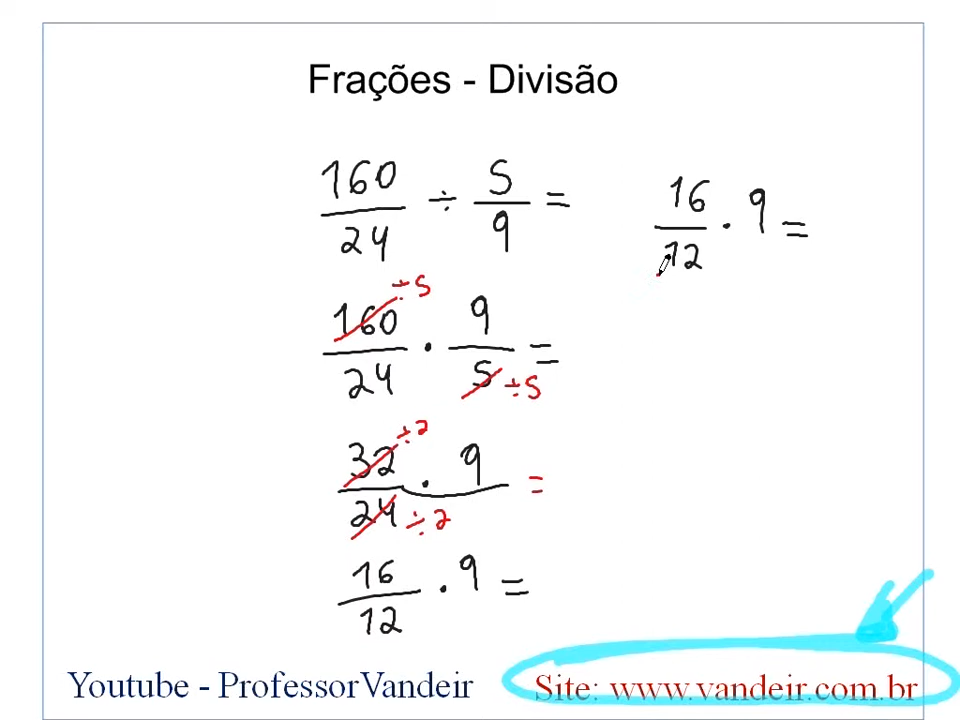 Frações - Divisão
160/24 ÷ 5/9 =
160/24 ÷5 · 9/5 ÷5 =
32/24 ÷2 ÷2 · 9 =
16/12 · 9 =
16/12 · 9 =
Youtube - ProfessorVandeir
Site: www.vandeir.com.br